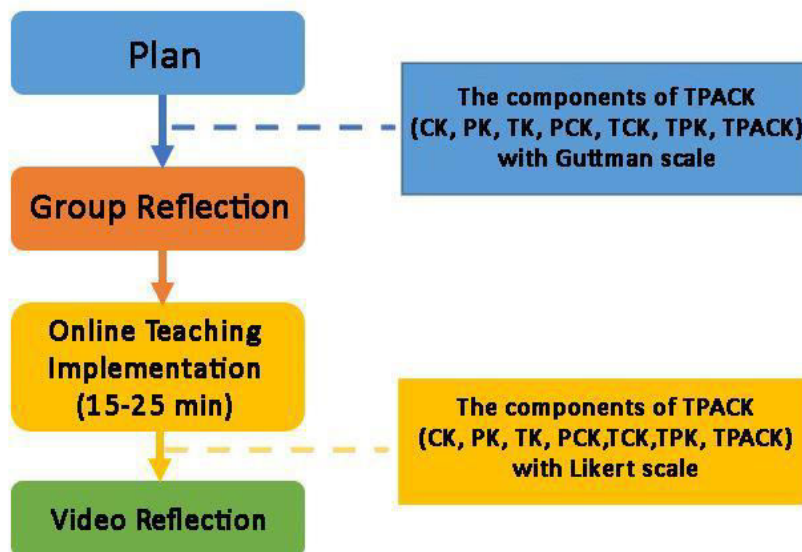 Plan
The components of TPACK
(CK, PK, TK, PCK, TCK, TPK, TPACK)
with Guttman scale
Group Reflection
Online Teaching
Implementation
(15-25 min)
The components of TPACK
(CK, PK, TK, PCK,TCK,TPK, TPACK)
with Likert scale
Video Reflection